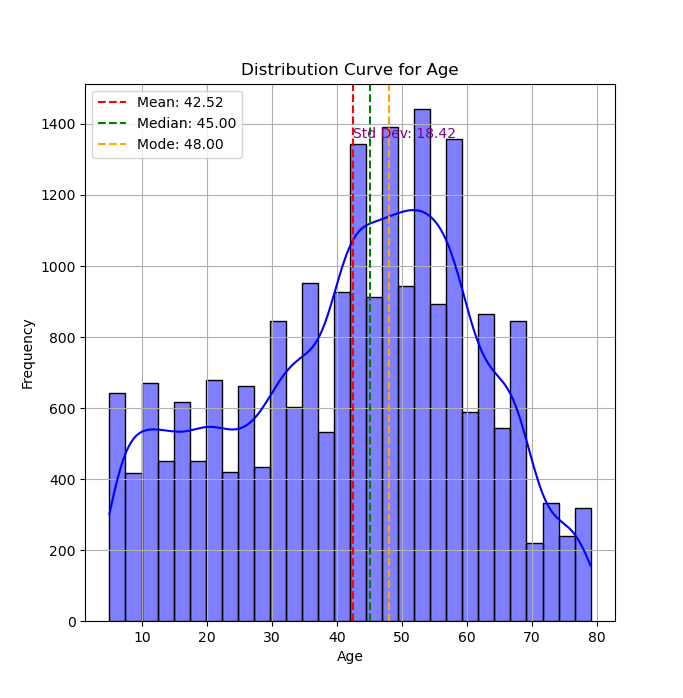 Distribution Curve for Age
Mean: 42.52
Median: 45.00
Mode: 48.00
Std Dev: 18.42
1400
1200
1000
800
600
400
200
0
Frequency
10 20 30 40 50 60 70 80
Age